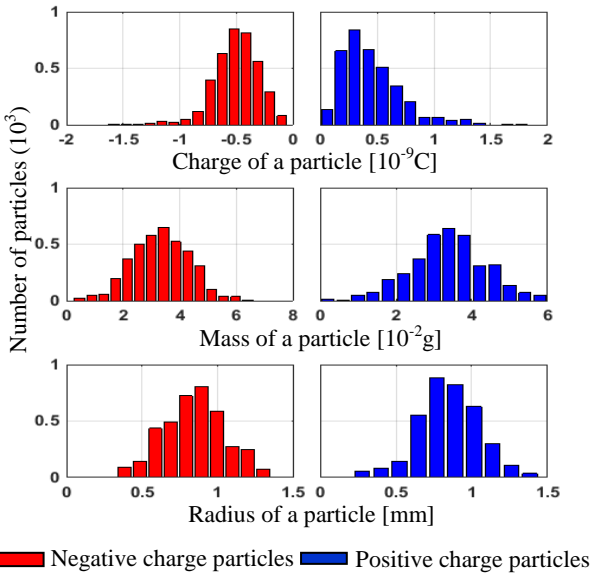 1
0.5
0
-2 -1.5 -1 -0.5 0
0 0.5 1 1.5 2
Charge of a particle [10⁻⁹C]
Number of particles (10³)
1
0.5
0
0 2 4 6 8
0 2 4 6
Mass of a particle [10⁻²g]
1
0.5
0
0 0.5 1 1.5
0 0.5 1 1.5
Radius of a particle [mm]
Negative charge particles Positive charge particles